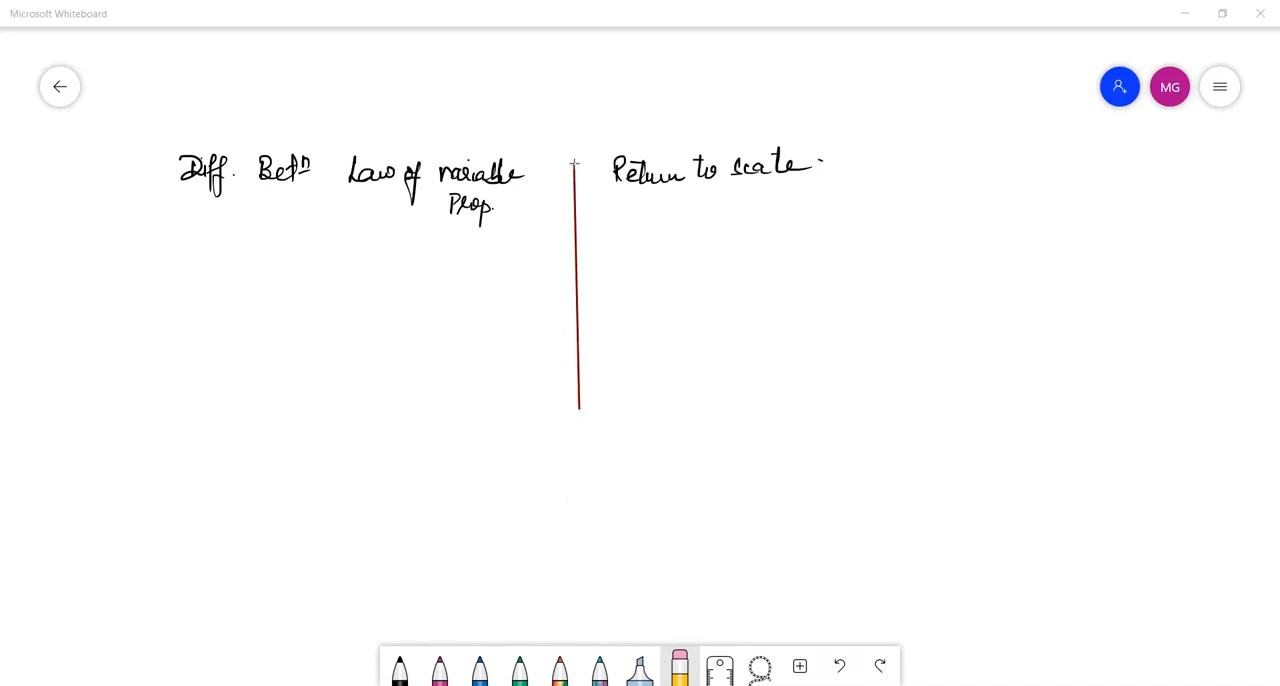 Microsoft Whiteboard
MG
Diff. Betn Law of variable
Prop.
Return to scale.